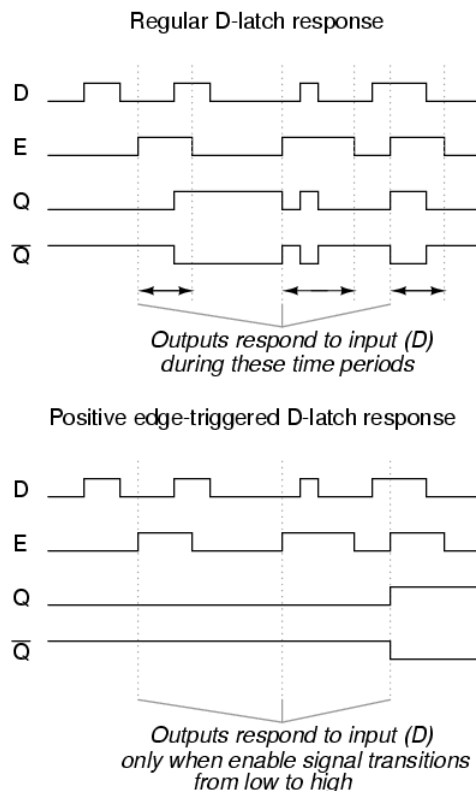 Regular D-latch response
D
E
Q
Q
Outputs respond to input (D)
during these time periods
Positive edge-triggered D-latch response
D
E
Q
Q
Outputs respond to input (D)
only when enable signal transitions
from low to high